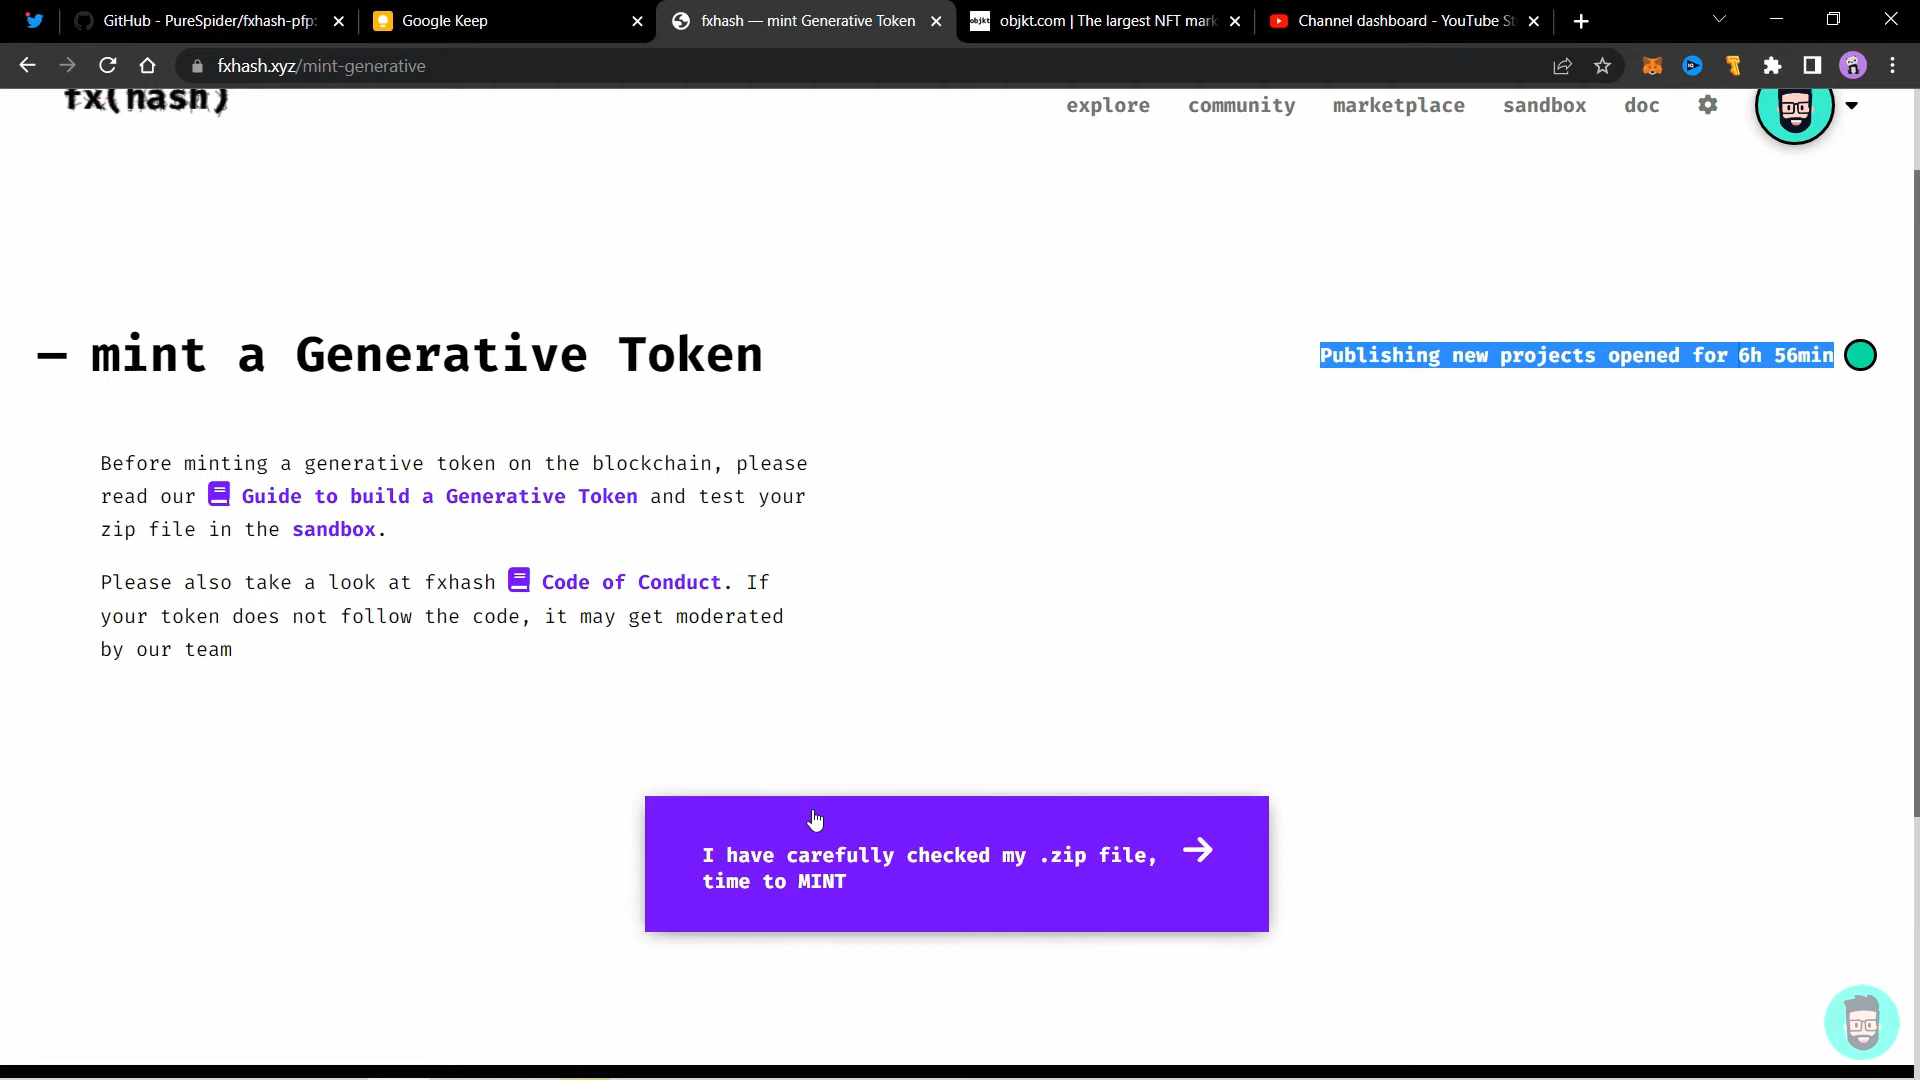 GitHub - PureSpider/fxhash-pfp:
Google Keep
fxhash — mint Generative Token
objkt.com | The largest NFT mark
Channel dashboard - YouTube St
fxhash.xyz/mint-generative
fx(hash)
explore community marketplace sandbox doc
— mint a Generative Token
Publishing new projects opened for 6h 56min
Before minting a generative token on the blockchain, please
read our Guide to build a Generative Token and test your
zip file in the sandbox.
Please also take a look at fxhash Code of Conduct. If
your token does not follow the code, it may get moderated
by our team
I have carefully checked my .zip file,
time to MINT